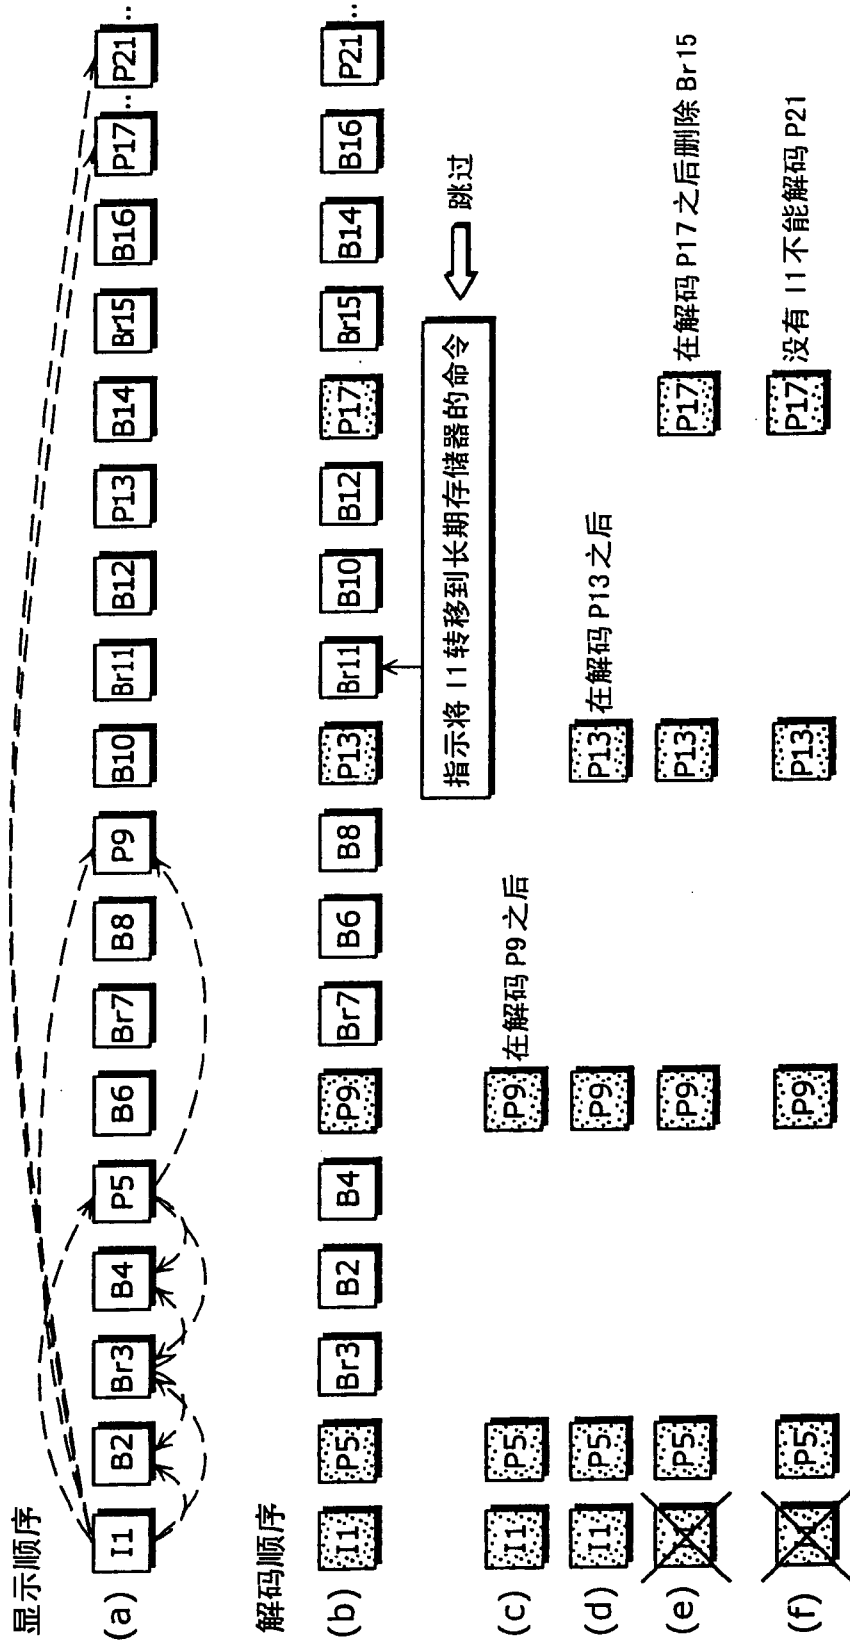 显示顺序
(a) I1 B2 Br3 B4 P5 B6 Br7 B8 P9 B10 Br11 B12 P13 B14 Br15 B16 P17 ‥ P21 ‥
解码顺序
(b) I1 P5 Br3 B2 B4 P9 Br7 B6 B8 P13 Br11 B10 B12 P17 Br15 B14 B16 P21 ‥
指示将 I1 转移到长期存储器的命令 跳过
(c) I1 P5 P9 在解码 P9 之后
(d) I1 P5 P9 P13 在解码 P13 之后
(e) I1 P5 P9 P13 P17 在解码 P17 之后删除 Br15
(f) I1 P5 P9 P13 P17 没有 I1 不能解码 P21